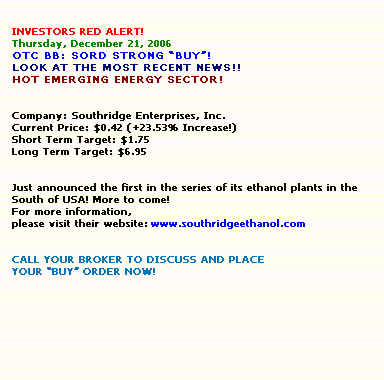 INVESTORS RED ALERT!
Thursday, December 21, 2006
OTC BB: SORD STRONG "BUY"!
LOOK AT THE MOST RECENT NEWS!!
HOT EMERGING ENERGY SECTOR!
Company: Southridge Enterprises, Inc.
Current Price: $0.42 (+23.53% Increase!)
Short Term Target: $1.75
Long Term Target: $6.95
Just announced the first in the series of its ethanol plants in the
South of USA! More to come!
For more information,
please visit their website: www.southridgeethanol.com
CALL YOUR BROKER TO DISCUSS AND PLACE
YOUR "BUY" ORDER NOW!